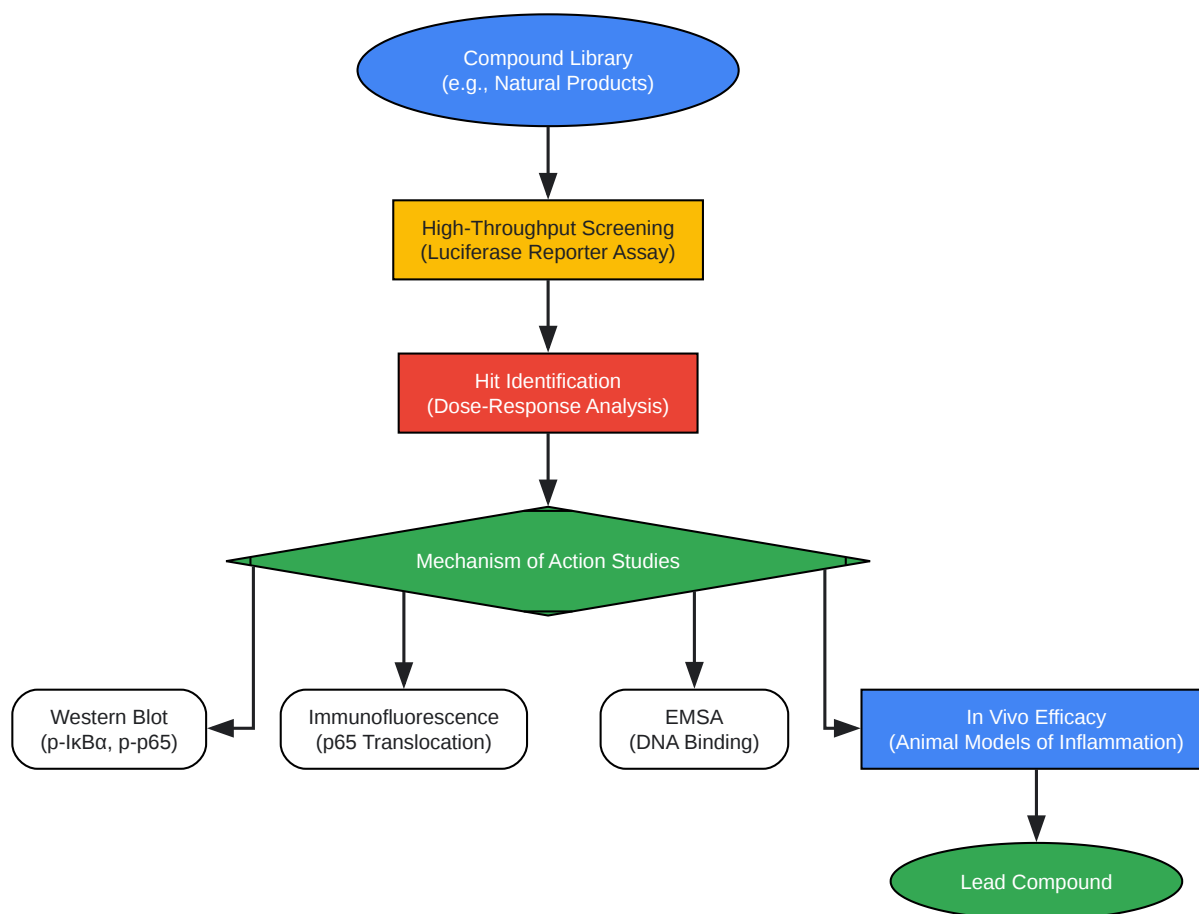 Compound Library
(e.g., Natural Products)
High-Throughput Screening
(Luciferase Reporter Assay)
Hit Identification
(Dose-Response Analysis)
Mechanism of Action Studies
Western Blot
(p-IκBα, p-p65)
Immunofluorescence
(p65 Translocation)
EMSA
(DNA Binding)
In Vivo Efficacy
(Animal Models of Inflammation)
Lead Compound